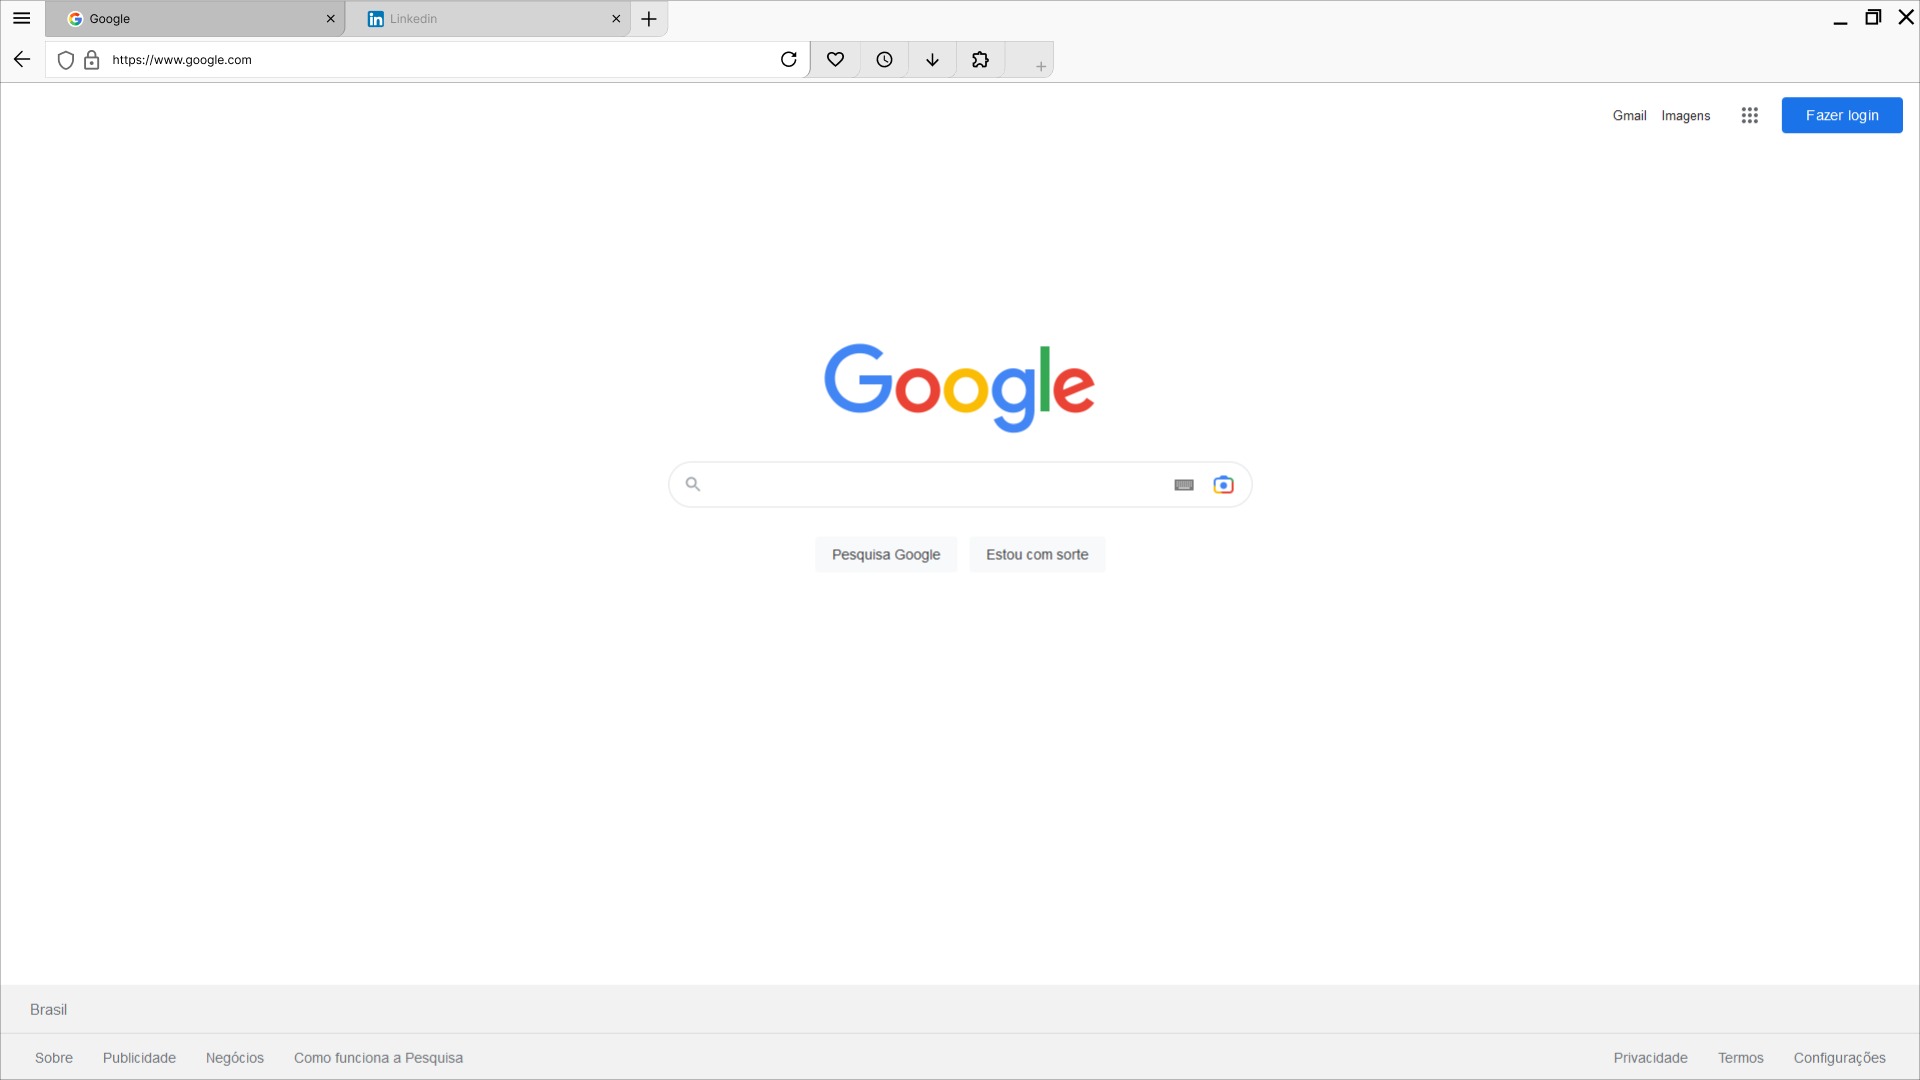 Google
Linkedin
https://www.google.com
Gmail
Imagens
Fazer login
Google
Pesquisa Google
Estou com sorte
Brasil
Sobre
Publicidade
Negócios
Como funciona a Pesquisa
Privacidade
Termos
Configurações